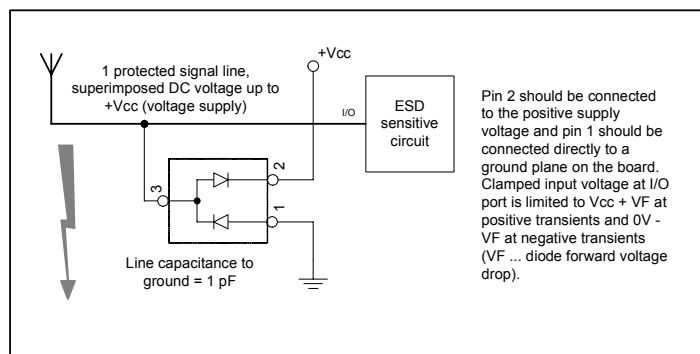 +Vcc
1 protected signal line,
superimposed DC voltage up to
+Vcc (voltage supply)
I/O
ESD
sensitive
circuit
Pin 2 should be connected
to the positive supply
voltage and pin 1 should be
connected directly to a
ground plane on the board.
Clamped input voltage at I/O
port is limited to Vcc + VF at
positive transients and 0V -
VF at negative transients
(VF ... diode forward voltage
drop).
3
2
1
Line capacitance to
ground = 1 pF